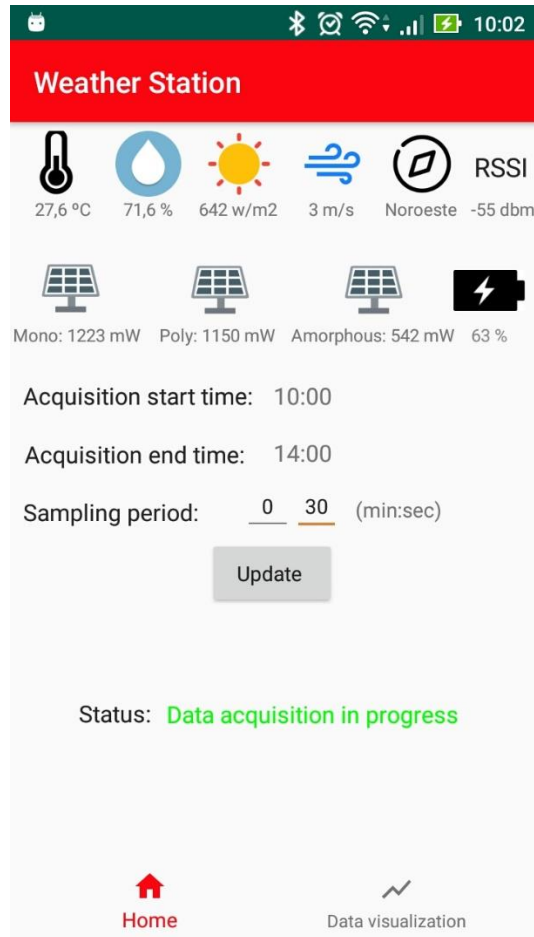 10:02
Weather Station
RSSI
27,6 ºC 71,6 % 642 w/m2 3 m/s Noroeste -55 dbm
Mono: 1223 mW Poly: 1150 mW Amorphous: 542 mW 63 %
Acquisition start time: 10:00
Acquisition end time: 14:00
Sampling period: 0 30 (min:sec)
Update
Status: Data acquisition in progress
Home Data visualization